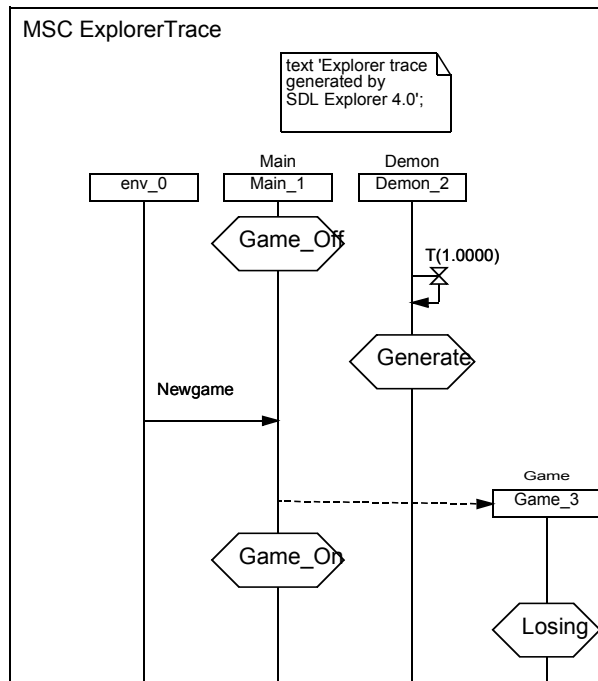 MSC ExplorerTrace
text 'Explorer trace
generated by
SDL Explorer 4.0';
Main
Demon
env_0
Main_1
Demon_2
Game_Off
T(1.0000)
Generate
Newgame
Game
Game_3
Game_On
Losing